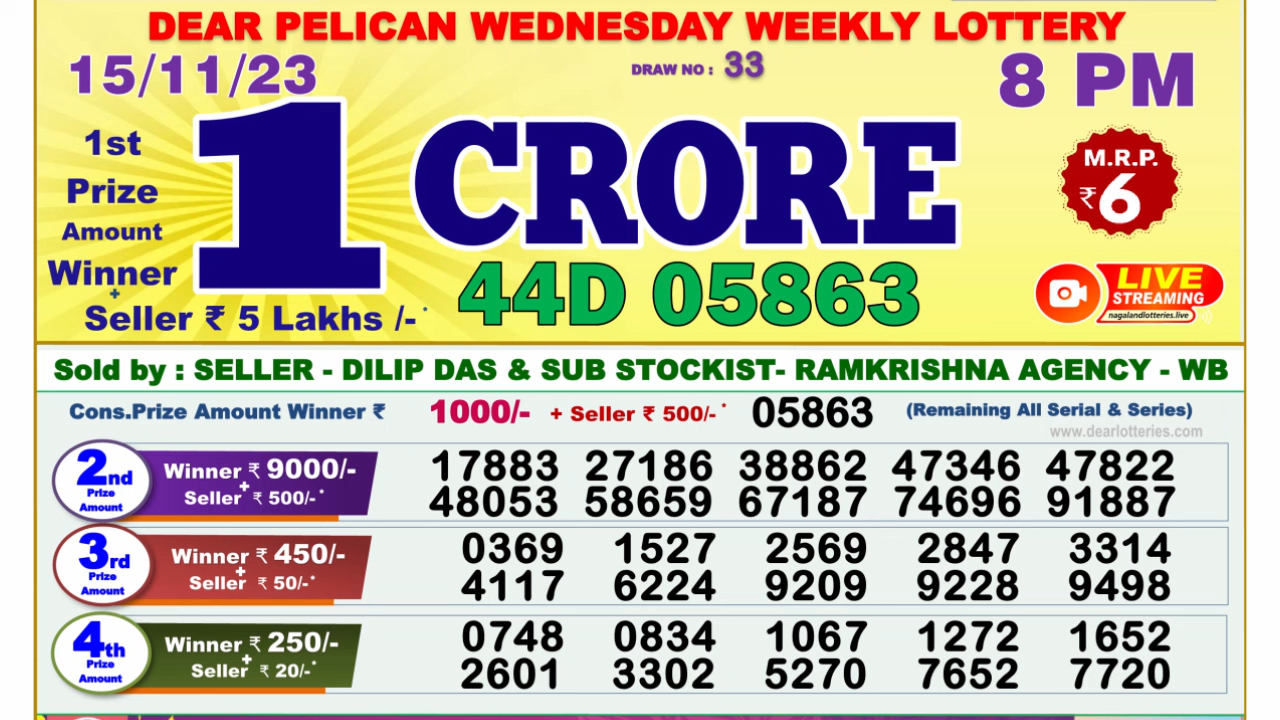 DEAR PELICAN WEDNESDAY WEEKLY LOTTERY
15/11/23
DRAW NO : 33
8 PM
1st
Prize
Amount
Winner
+
Seller ₹ 5 Lakhs /-*
1 CRORE
44D 05863
M.R.P.
₹6
LIVE
STREAMING
nagalandlotteries.live
Sold by : SELLER - DILIP DAS & SUB STOCKIST- RAMKRISHNA AGENCY - WB
Cons.Prize Amount Winner ₹ 1000/- + Seller ₹ 500/-* 05863 (Remaining All Serial & Series)
www.dearlotteries.com
2nd
Prize
Amount
Winner ₹ 9000/-
+
Seller ₹ 500/-*
17883 27186 38862 47346 47822
48053 58659 67187 74696 91887
3rd
Prize
Amount
Winner ₹ 450/-
+
Seller ₹ 50/-*
0369 1527 2569 2847 3314
4117 6224 9209 9228 9498
4th
Prize
Amount
Winner ₹ 250/-
+
Seller ₹ 20/-*
0748 0834 1067 1272 1652
2601 3302 5270 7652 7720